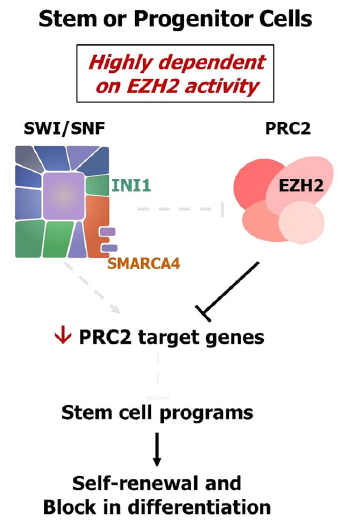 Stem or Progenitor Cells
Highly dependent
on EZH2 activity
SWI/SNF
PRC2
INI1
EZH2
SMARCA4
PRC2 target genes
Stem cell programs
Self-renewal and
Block in differentiation